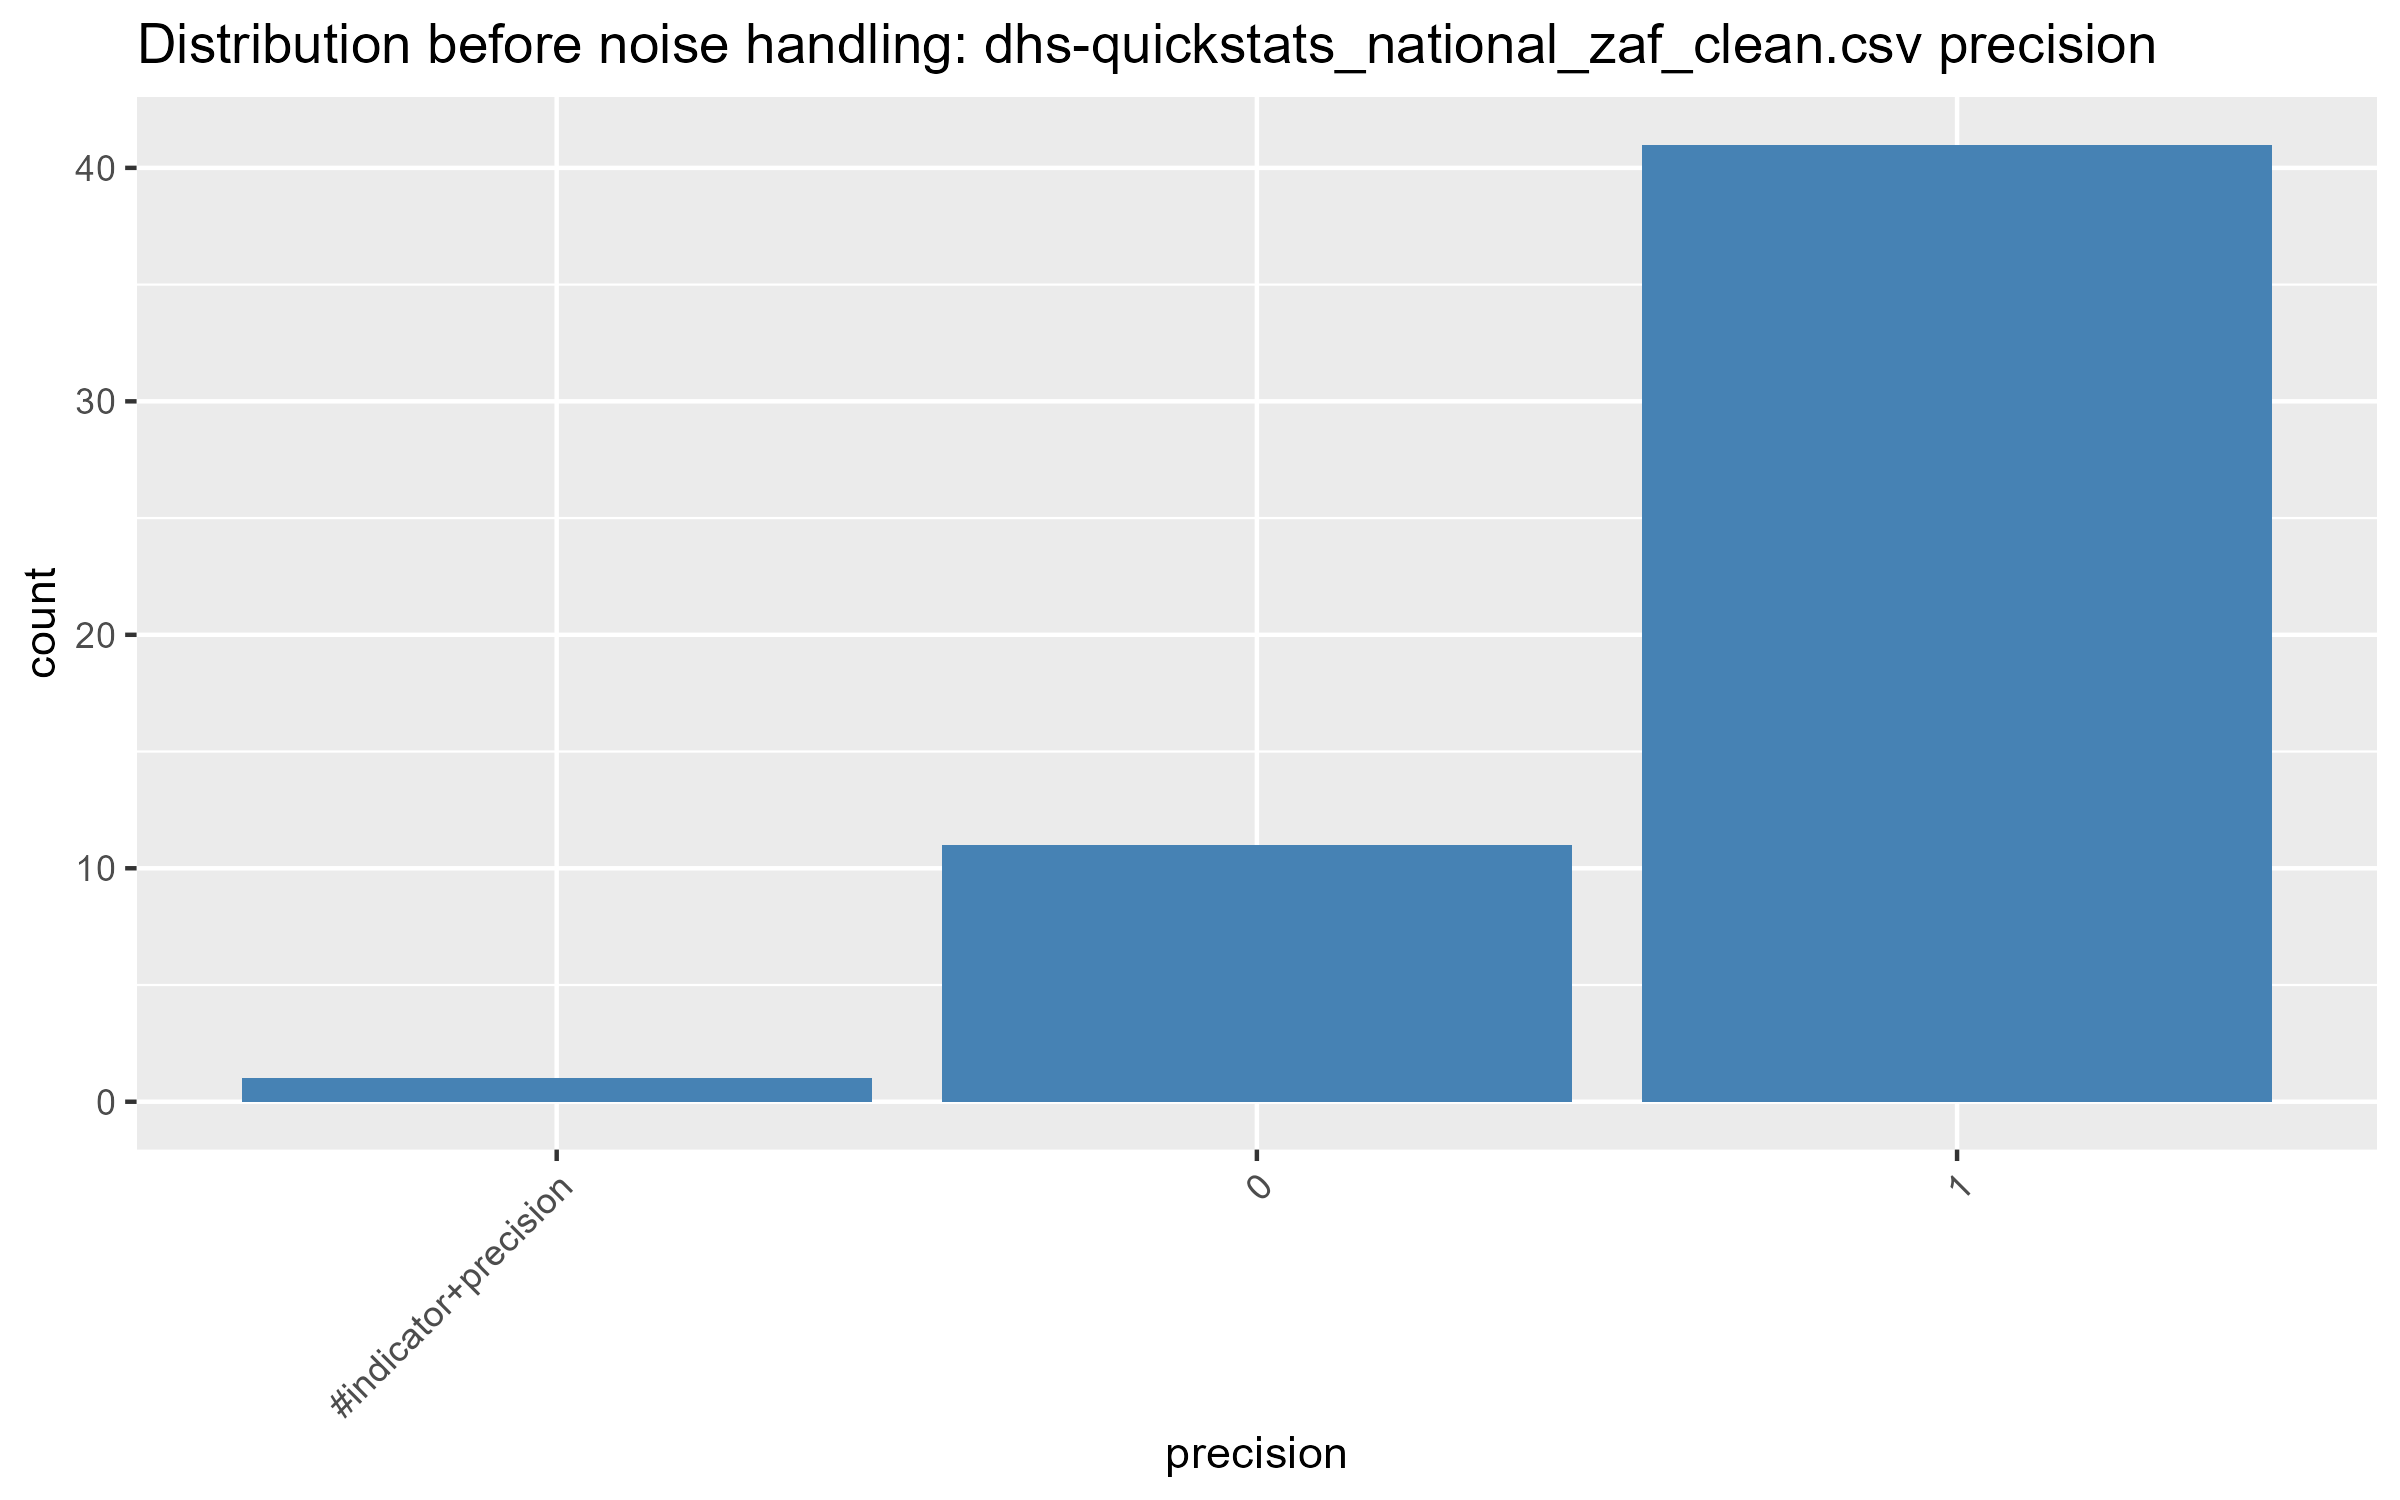 Distribution before noise handling: dhs-quickstats_national_zaf_clean.csv precision
count
40
30
20
10
0
#indicator+precision
0
1
precision